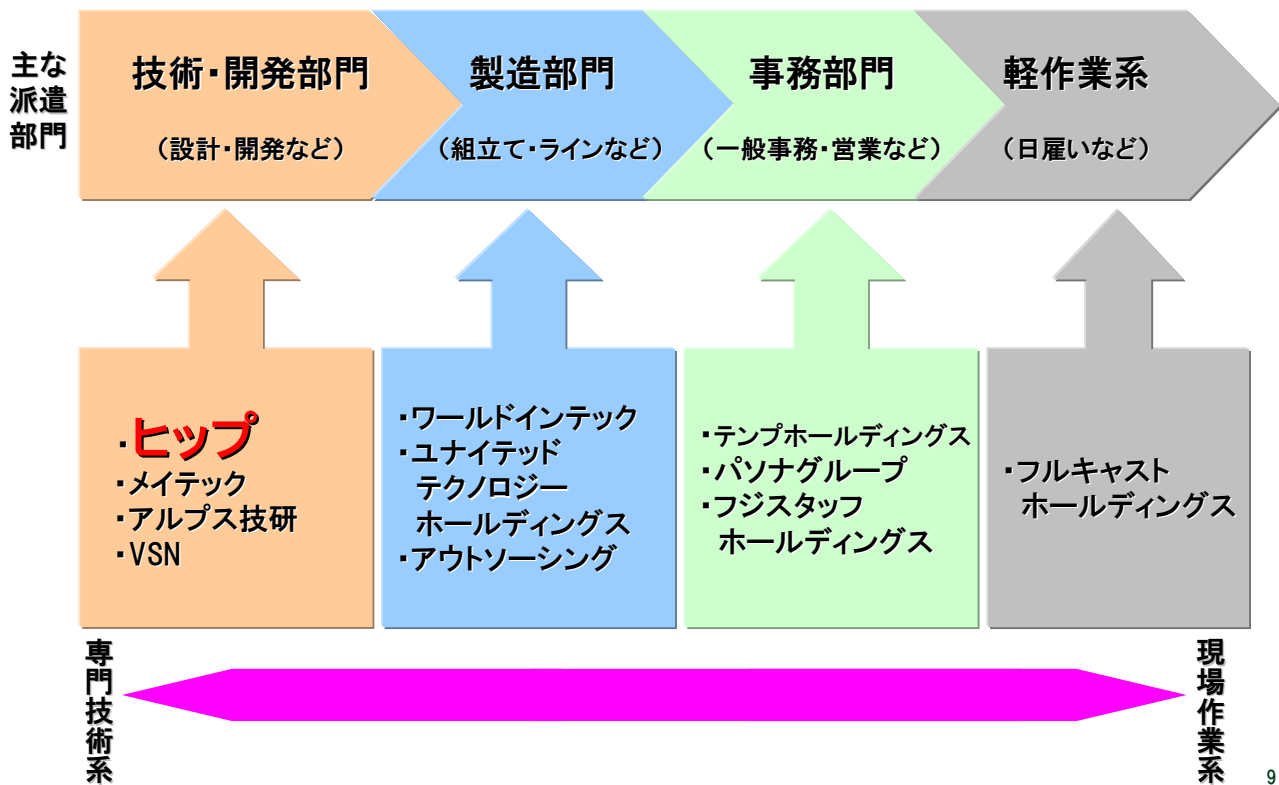 主な
派遣
部門
技術・開発部門
（設計・開発など）
製造部門
（組立て・ラインなど）
事務部門
（一般事務・営業など）
軽作業系
（日雇いなど）
・ヒップ
・メイテック
・アルプス技研
・VSN
・ワールドインテック
・ユナイテッド
テクノロジー
ホールディングス
・アウトソーシング
・テンプホールディングス
・パソナグループ
・フジスタッフ
ホールディングス
・フルキャスト
ホールディングス
専門技術系
現場作業系
9